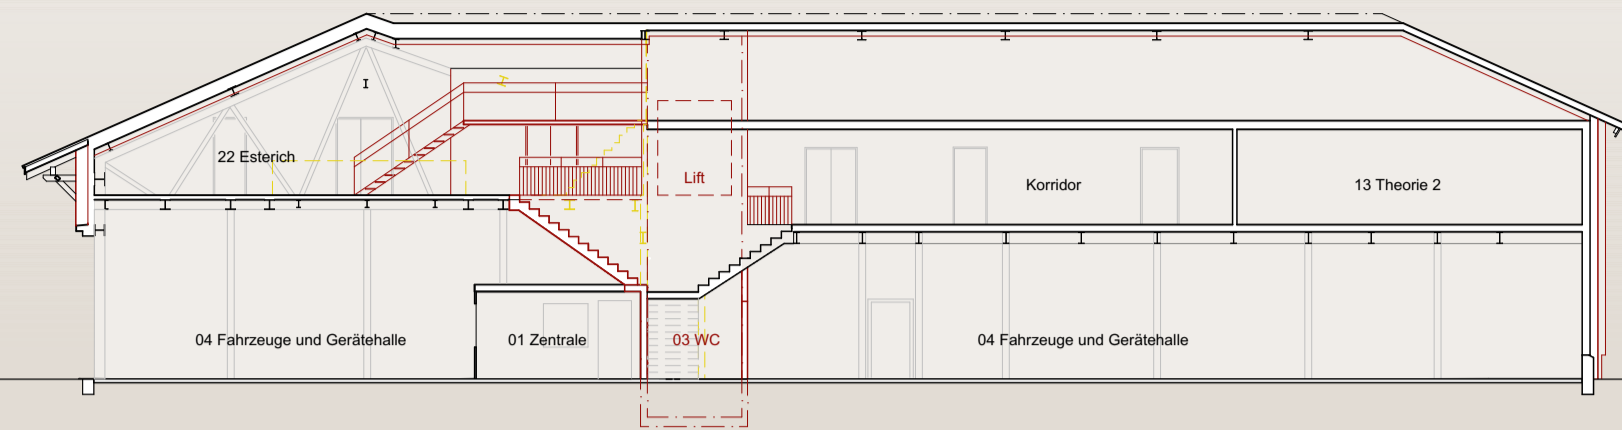 22 Esterich
Lift
Korridor
13 Theorie 2
04 Fahrzeuge und Gerätehalle
01 Zentrale
03 WC
04 Fahrzeuge und Gerätehalle